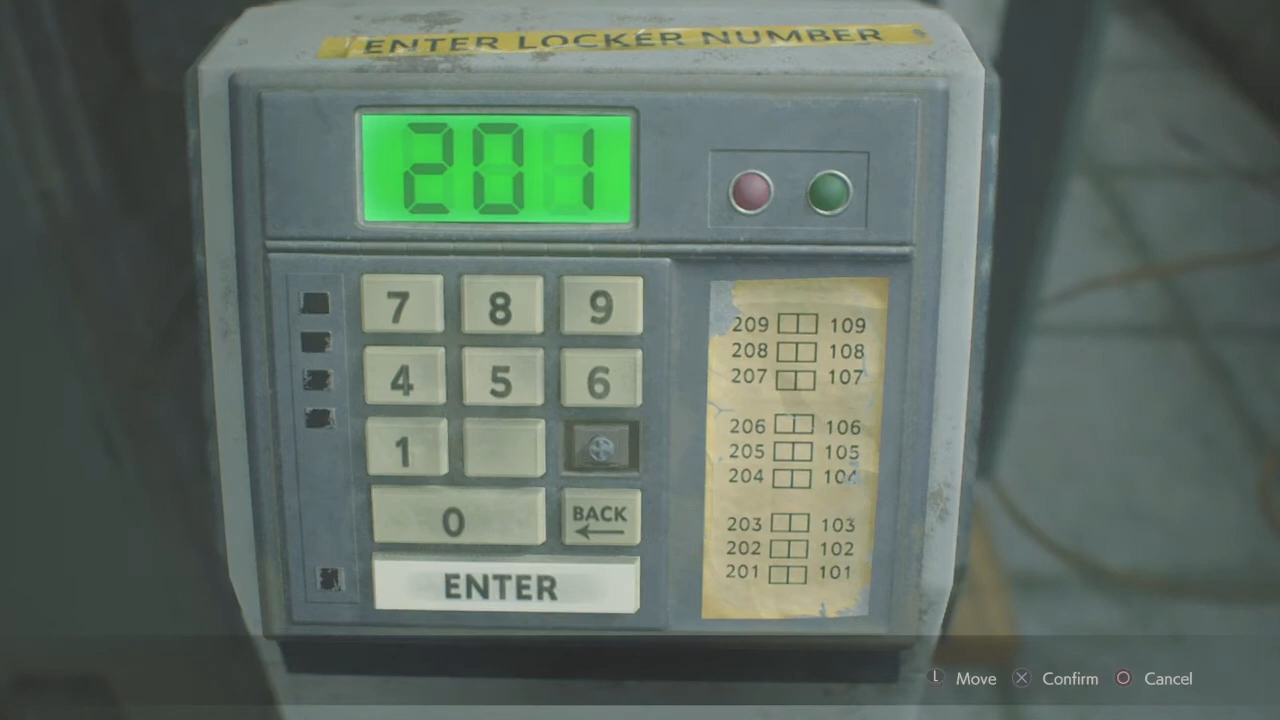 ENTER LOCKER NUMBER
201
7 8 9
4 5 6
1
0 BACK
ENTER
209 109
208 108
207 107
206 106
205 105
204 104
203 103
202 102
201 101
L Move X Confirm O Cancel